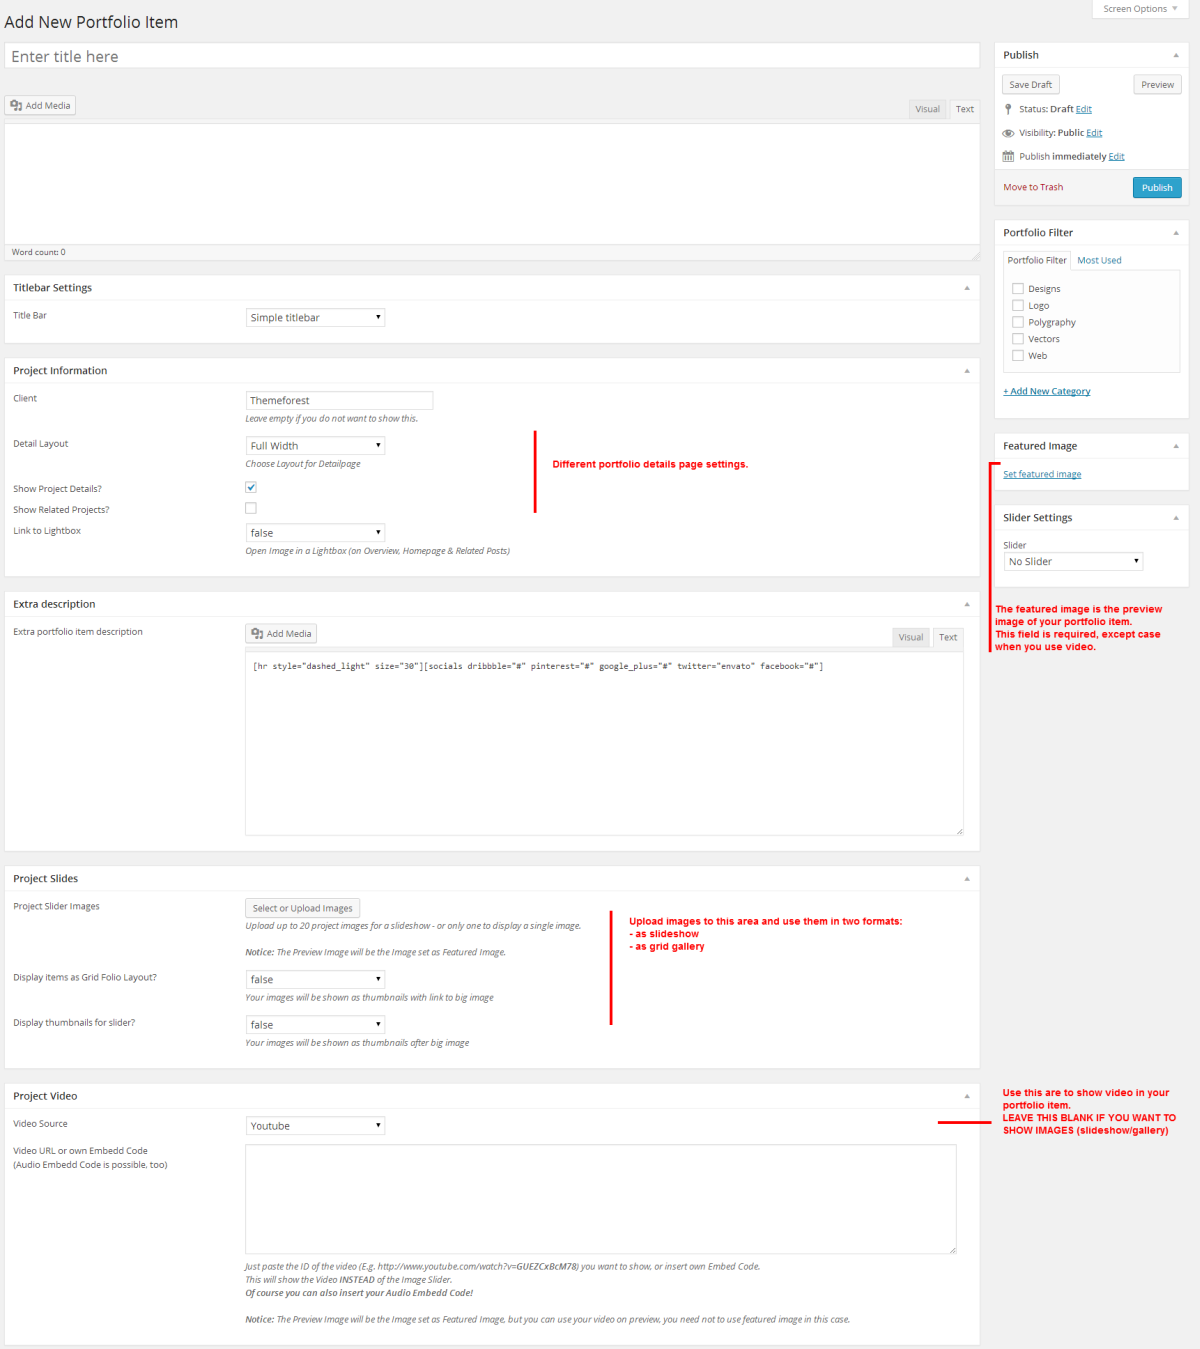 Screen Options
Add New Portfolio Item
Enter title here
Add Media
Visual
Text
Word count: 0
Titlebar Settings
Title Bar
Simple titlebar
Project Information
Client
Themeforest
Leave empty if you do not want to show this.
Detail Layout
Full Width
Choose Layout for Detailpage
Different portfolio details page settings.
Show Project Details?
Show Related Projects?
Link to Lightbox
false
Open Image in a Lightbox (on Overview, Homepage & Related Posts)
Extra description
Extra portfolio item description
Add Media
Visual
Text
[hr style="dashed_light" size="30"][socials dribbble="#" pinterest="#" google_plus="#" twitter="envato" facebook="#"]
Project Slides
Project Slider Images
Select or Upload Images
Upload up to 20 project images for a slideshow - or only one to display a single image.
Notice: The Preview Image will be the Image set as Featured Image.
Upload images to this area and use them in two formats:
- as slideshow
- as grid gallery
Display items as Grid Folio Layout?
false
Your images will be shown as thumbnails with link to big image
Display thumbnails for slider?
false
Your images will be shown as thumbnails after big image
Project Video
Video Source
Youtube
Video URL or own Embedd Code
(Audio Embedd Code is possible, too)
Just paste the ID of the video (E.g. http://www.youtube.com/watch?v=GUEZCxBcM78) you want to show, or insert own Embed Code.
This will show the Video INSTEAD of the Image Slider.
Of course you can also insert your Audio Embedd Code!
Notice: The Preview Image will be the Image set as Featured Image, but you can use your video on preview, you need not to use featured image in this case.
Publish
Save Draft
Preview
Status: Draft Edit
Visibility: Public Edit
Publish immediately Edit
Move to Trash
Publish
Portfolio Filter
Portfolio Filter
Most Used
Designs
Logo
Polygraphy
Vectors
Web
+ Add New Category
Featured Image
Set featured image
Slider Settings
Slider
No Slider
The featured image is the preview
image of your portfolio item.
This field is required, except case
when you use video.
Use this are to show video in your
portfolio item.
LEAVE THIS BLANK IF YOU WANT TO
SHOW IMAGES (slideshow/gallery)